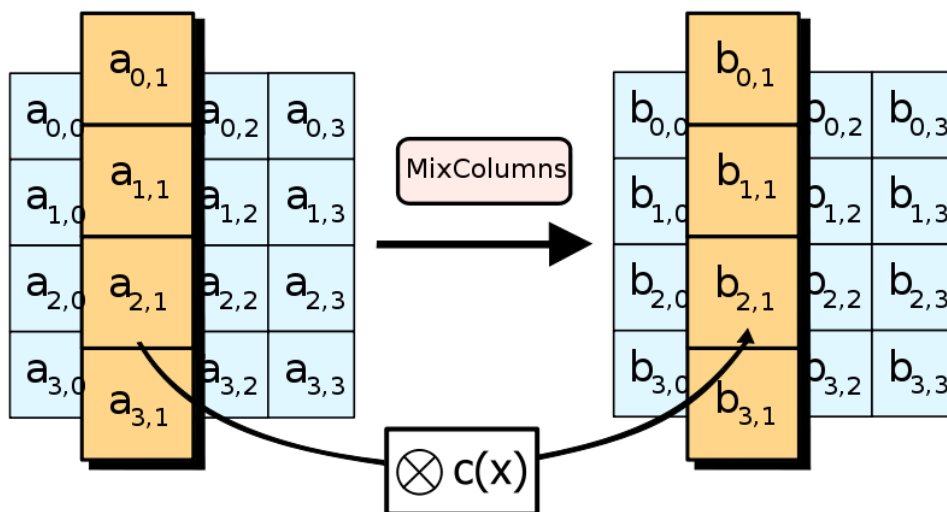 a0,1 b0,1
a0,0 a0,2 a0,3 b0,0 b0,2 b0,3
a1,1 MixColumns b1,1
a1,0 a1,2 a1,3 b1,0 b1,2 b1,3
a2,1 b2,1
a2,0 a2,2 a2,3 b2,0 b2,2 b2,3
a3,0 a3,2 a3,3 b3,0 b3,2 b3,3
a3,1 b3,1
⊗ c(x)